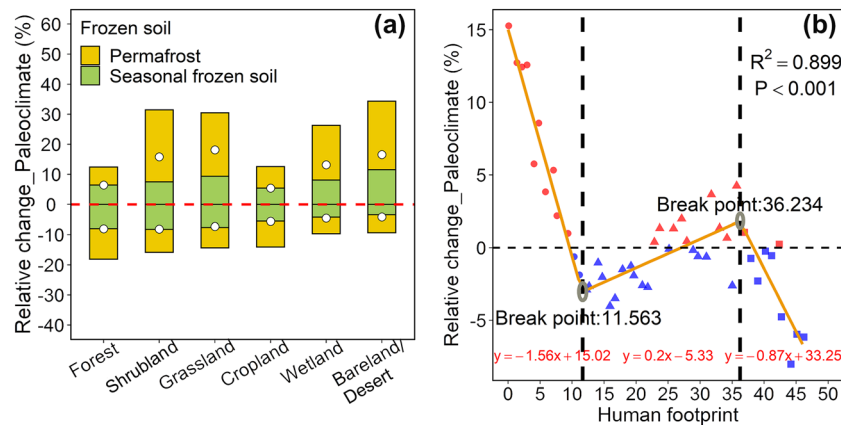 (a)
Relative change_Paleoclimate (%)
60
50
40
30
20
10
0
10
20
30
40
Frozen soil
Permafrost
Seasonal frozen soil
Forest
Shrubland
Grassland
Cropland
Wetland
Bareland/
Desert
(b)
Relative change_Paleoclimate (%)
15
10
5
0
-5
R² = 0.899
P < 0.001
Break point:36.234
Break point:11.563
y=−1.56x+15.02 y=0.2x−5.33 y=−0.87x+33.25
0 5 10 15 20 25 30 35 40 45 50
Human footprint